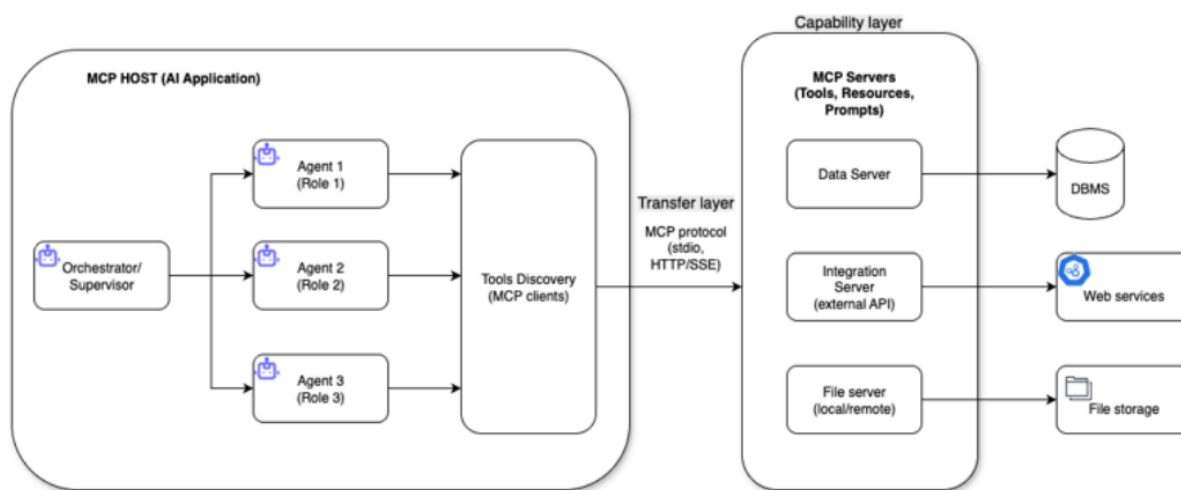 Capability layer
MCP HOST (AI Application)
MCP Servers
(Tools, Resources,
Prompts)
Agent 1
(Role 1)
Data Server
DBMS
Transfer layer
MCP protocol
(stdio,
HTTP/SSE)
Orchestrator/
Supervisor
Agent 2
(Role 2)
Tools Discovery
(MCP clients)
Integration
Server
(external API)
Web services
Agent 3
(Role 3)
File server
(local/remote)
File storage